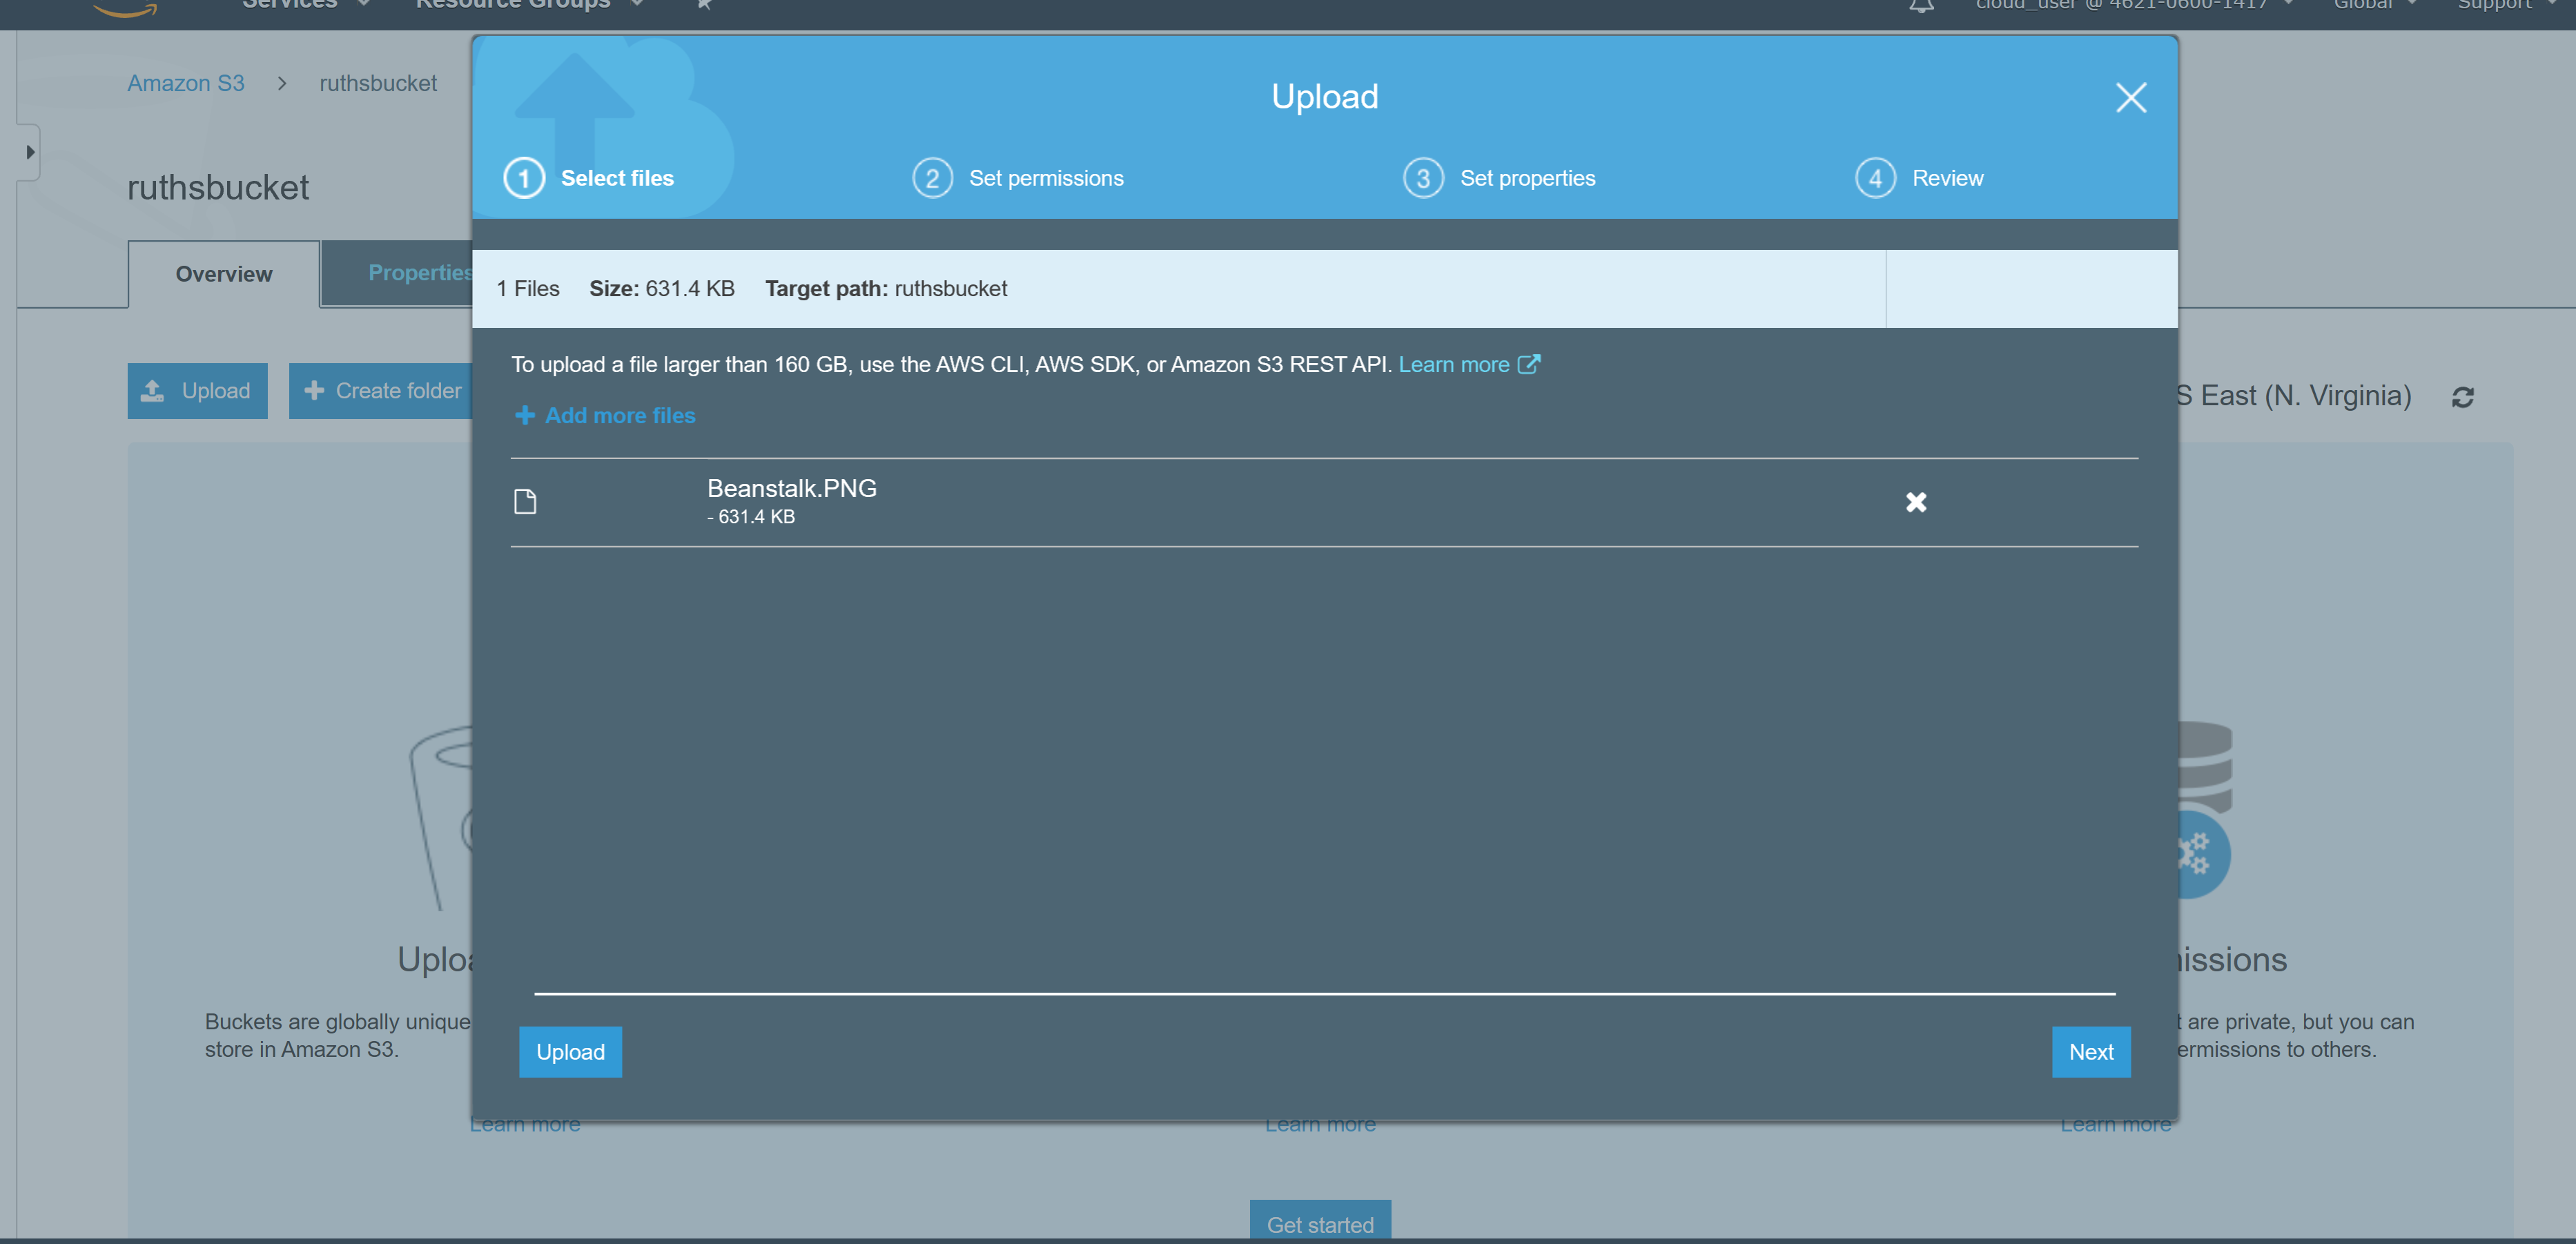 Services Resource Groups cloud_user @ 4621-0600-1417 Global Support
Amazon S3 > ruthsbucket
ruthsbucket
Overview Properties
Upload Create folder
S East (N. Virginia)
Upload
1 Select files 2 Set permissions 3 Set properties 4 Review
1 Files Size: 631.4 KB Target path: ruthsbucket
To upload a file larger than 160 GB, use the AWS CLI, AWS SDK, or Amazon S3 REST API. Learn more
Add more files
Beanstalk.PNG
- 631.4 KB
Upload Next
Buckets are globally unique
store in Amazon S3.
t are private, but you can
ermissions to others.
Learn more Learn more Learn more
Get started